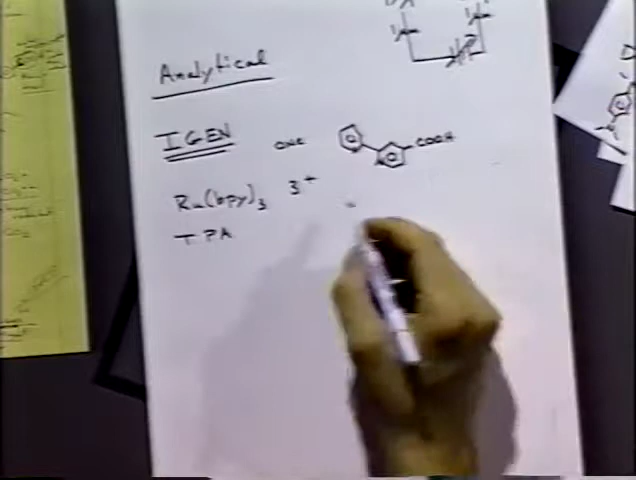 Analytical
IGEN one COOH
Ru(bpy)3 3+
TPA